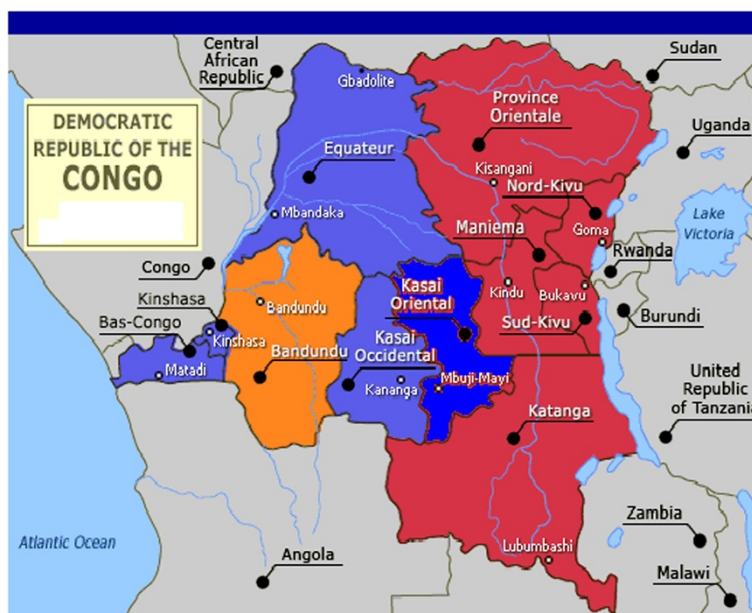 Central
African
Republic
Sudan
Gbadolite
DEMOCRATIC
REPUBLIC OF THE
CONGO
Province
Orientale
Uganda
Equateur
Kisangani
Nord-Kivu
Mbandaka
Maniema
Lake
Victoria
Goma
Rwanda
Congo
Kasai
Oriental
Kindu
Bukavu
Kinshasa
Bandundu
Burundi
Bas-Congo
Kinshasa
Sud-Kivu
Kasai
Occidental
Bandundu
Matadi
Kananga
Mbuji-Mayi
United
Republic
of Tanzania
Katanga
Zambia
Atlantic Ocean
Lubumbashi
Angola
Malawi